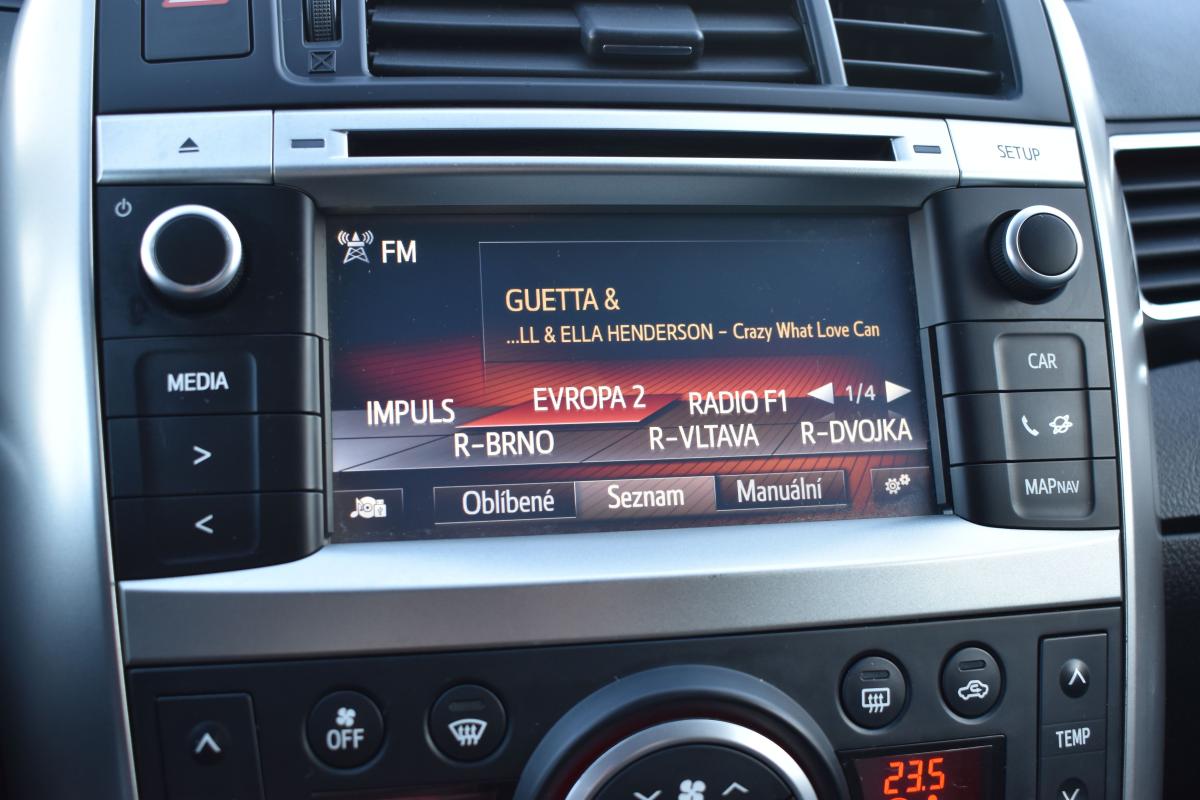 SETUP
FM
GUETTA &
...LL & ELLA HENDERSON – Crazy What Love Can
MEDIA
CAR
IMPULS EVROPA 2 RADIO F1 1/4
R-BRNO R-VLTAVA R-DVOJKA
MAPNAV
Oblíbené Seznam Manuální
OFF
TEMP
23.5